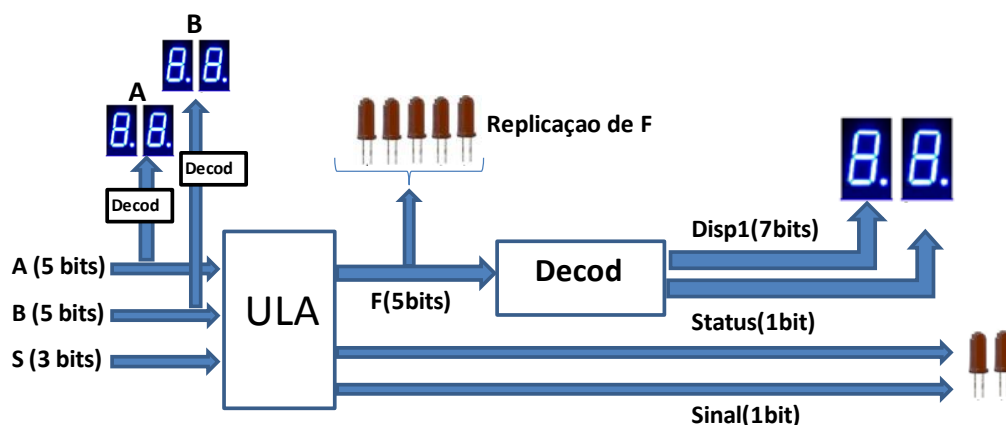 B
A
Decod
Decod
Replicaçao de F
A (5 bits)
B (5 bits)
S (3 bits)
ULA
F(5bits)
Decod
Disp1(7bits)
Status(1bit)
Sinal(1bit)